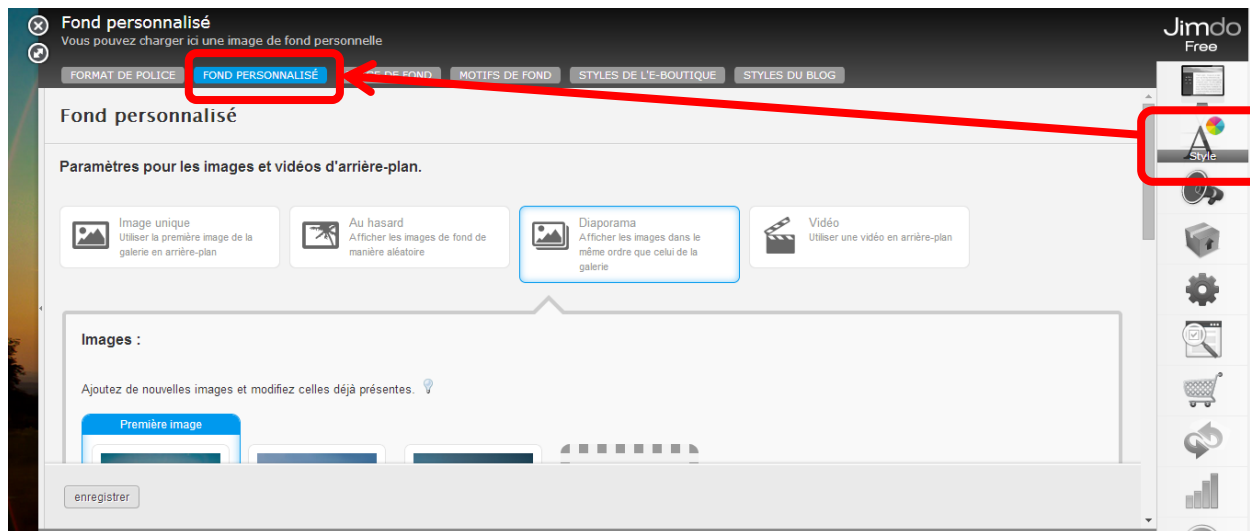 Fond personnalisé
Vous pouvez charger ici une image de fond personnelle
Jimdo
Free
FORMAT DE POLICE
FOND PERSONNALISÉ
DE FOND
MOTIFS DE FOND
STYLES DE L'E-BOUTIQUE
STYLES DU BLOG
Style
Fond personnalisé
Paramètres pour les images et vidéos d'arrière-plan.
Image unique
Utiliser la première image de la
galerie en arrière-plan
Au hasard
Afficher les images de fond de
manière aléatoire
Diaporama
Afficher les images dans le
même ordre que celui de la
galerie
Vidéo
Utiliser une vidéo en arrière-plan
Images :
Ajoutez de nouvelles images et modifiez celles déjà présentes.
Première image
enregistrer